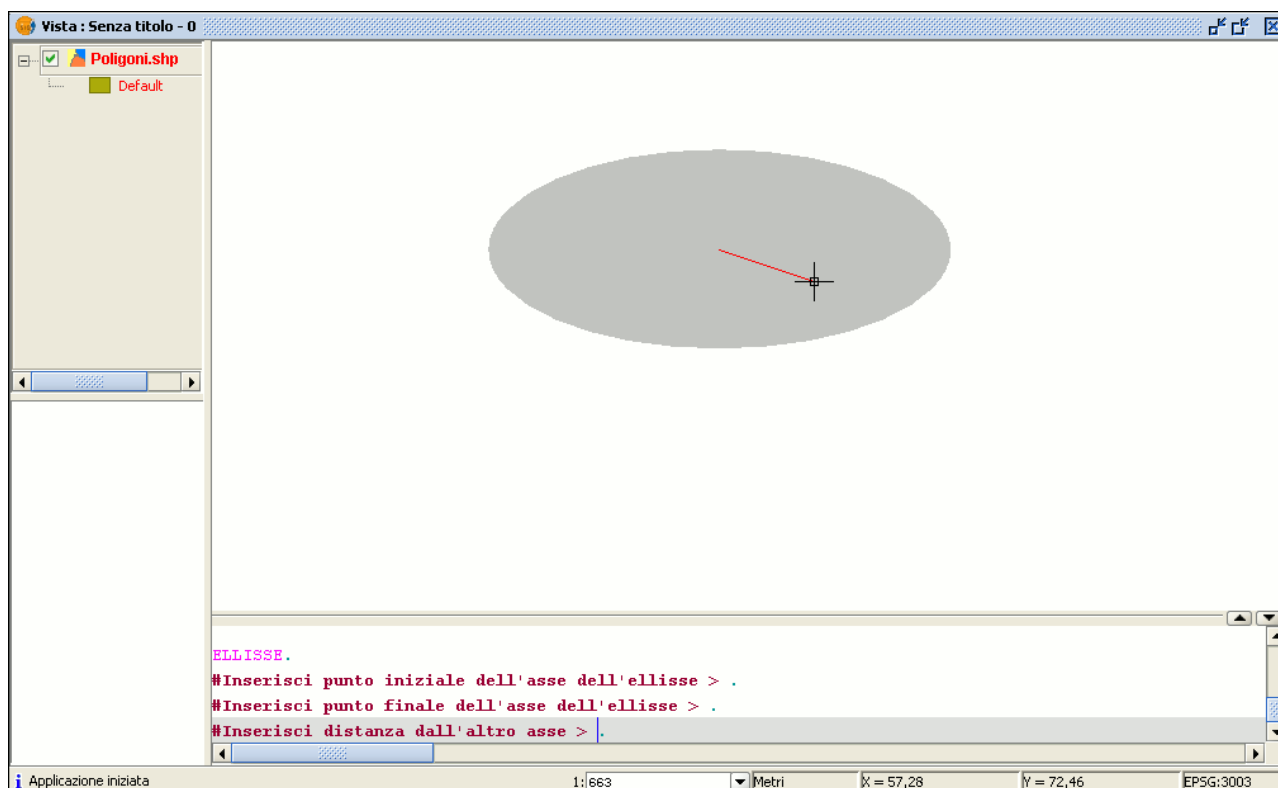 Vista : Senza titolo - 0
Poligoni.shp
Default
ELLISSE.
#Inserisci punto iniziale dell'asse dell'ellisse > .
#Inserisci punto finale dell'asse dell'ellisse > .
#Inserisci distanza dall'altro asse > .
Applicazione iniziata 1: 663 Metri X = 57,28 Y = 72,46 EPSG:3003